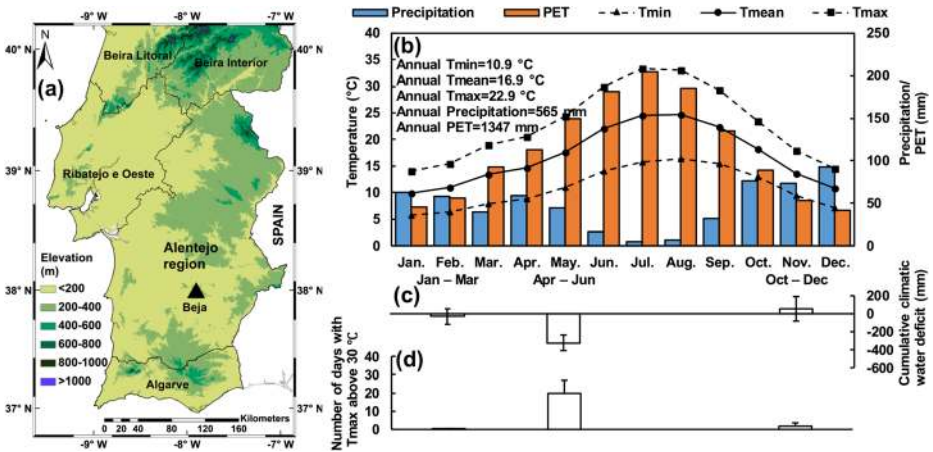 -9° W -8° W -7° W
N
(a)
40° N
39° N
38° N
37° N
Beira Litoral
Beira Interior
Ribatejo e Oeste
SPAIN
Alentejo
region
Beja
Algarve
Elevation
(m)
<200
200-400
400-600
600-800
800-1000
>1000
Kilometers
0 20 40 80 120 160
-9° W -8° W -7° W
Precipitation PET Tmin Tmean Tmax
40° N
39° N
38° N
37° N
(b)
Annual Tmin=10.9 °C
Annual Tmean=16.9 °C
Annual Tmax=22.9 °C
Annual Precipitation=565 mm
Annual PET=1347 mm
Temperature (°C)
40
35
30
25
20
15
10
5
0
250
200
150
100
50
0
Precipitation/
PET (mm)
Jan. Feb. Mar. Apr. May. Jun. Jul. Aug. Sep. Oct. Nov. Dec.
Jan – Mar Apr – Jun Oct – Dec
(c)
200
0
-200
-400
-600
Cumulative climatic
water deficit (mm)
(d)
Number of days with
Tmax above 30 °C
40
30
20
10
0